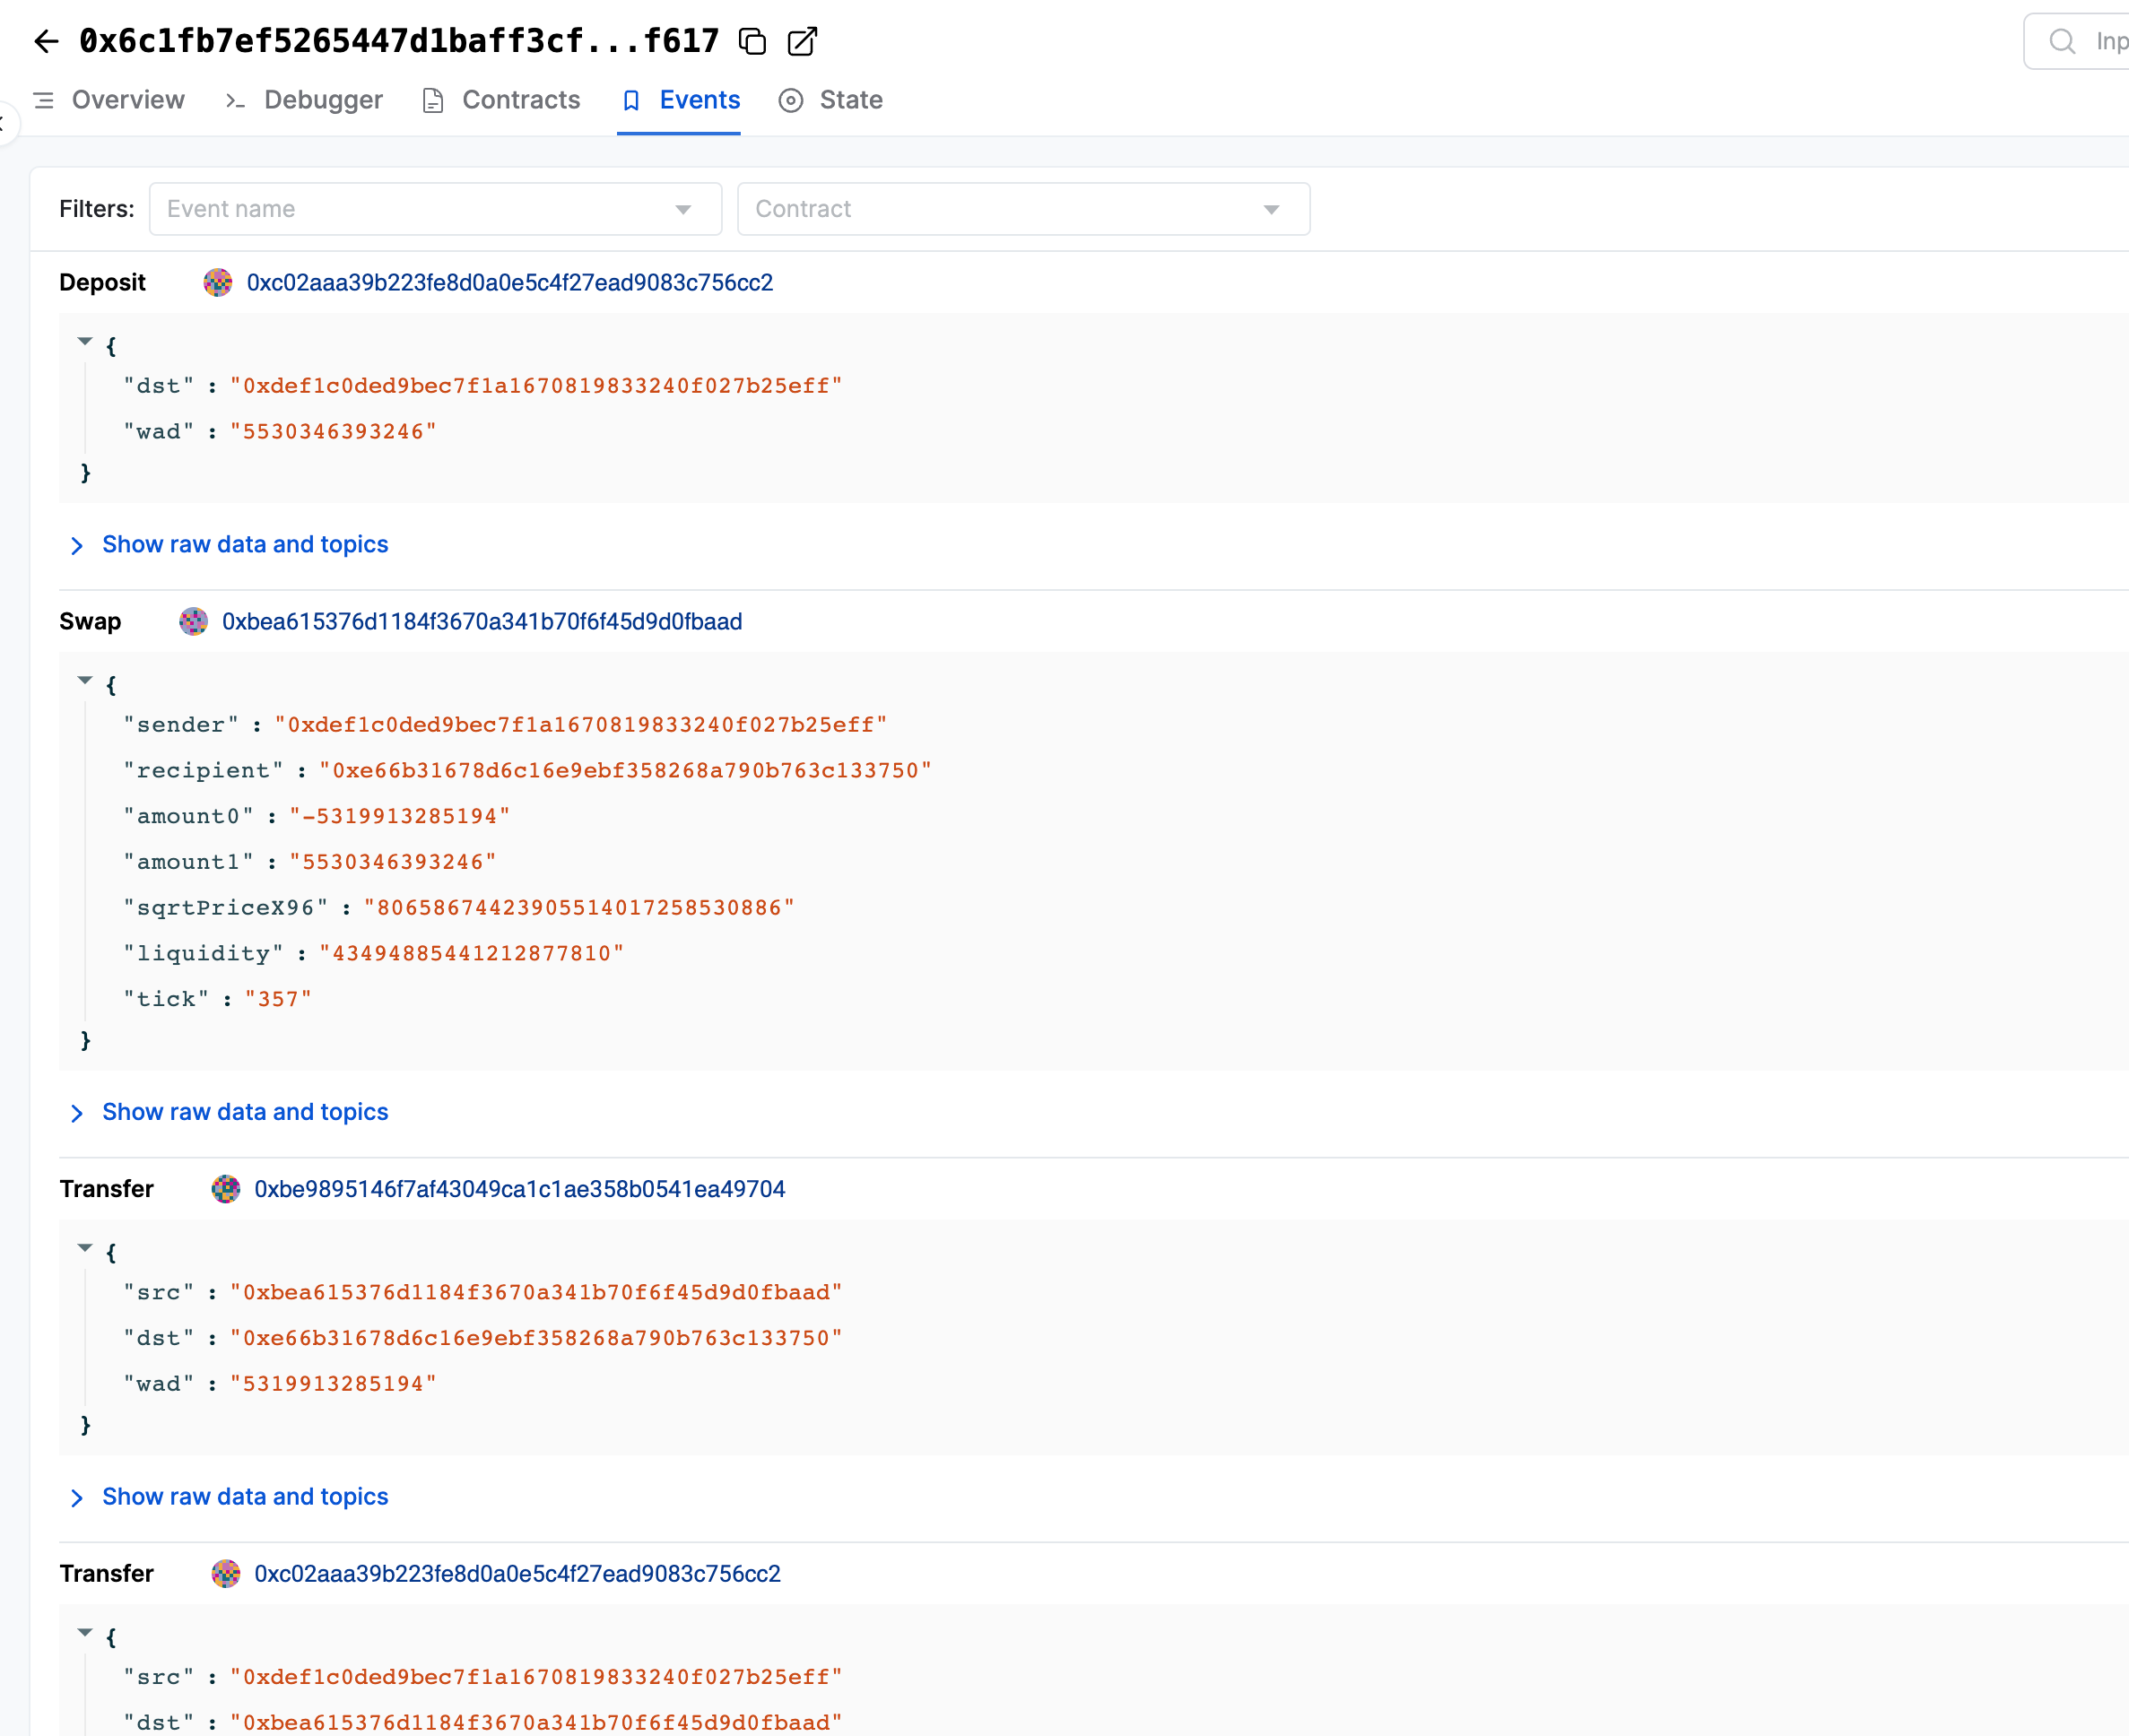 0x6c1fb7ef5265447d1baff3cf...f617
Inp
Overview Debugger Contracts Events State
Filters: Event name Contract
Deposit 0xc02aaa39b223fe8d0a0e5c4f27ead9083c756cc2
{
"dst" : "0xdef1c0ded9bec7f1a1670819833240f027b25eff"
"wad" : "5530346393246"
}
Show raw data and topics
Swap 0xbea615376d1184f3670a341b70f6f45d9d0fbaad
{
"sender" : "0xdef1c0ded9bec7f1a1670819833240f027b25eff"
"recipient" : "0xe66b31678d6c16e9ebf358268a790b763c133750"
"amount0" : "-5319913285194"
"amount1" : "5530346393246"
"sqrtPriceX96" : "80658674423905514017258530886"
"liquidity" : "43494885441212877810"
"tick" : "357"
}
Show raw data and topics
Transfer 0xbe9895146f7af43049ca1c1ae358b0541ea49704
{
"src" : "0xbea615376d1184f3670a341b70f6f45d9d0fbaad"
"dst" : "0xe66b31678d6c16e9ebf358268a790b763c133750"
"wad" : "5319913285194"
}
Show raw data and topics
Transfer 0xc02aaa39b223fe8d0a0e5c4f27ead9083c756cc2
{
"src" : "0xdef1c0ded9bec7f1a1670819833240f027b25eff"
"dst" : "0xbea615376d1184f3670a341b70f6f45d9d0fbaad"